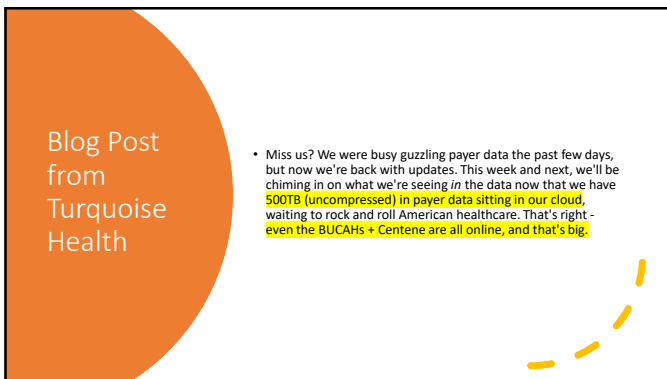 Blog Post
from
Turquoise
Health
• Miss us? We were busy guzzling payer data the past few days,
but now we're back with updates. This week and next, we'll be
chiming in on what we're seeing in the data now that we have
500TB (uncompressed) in payer data sitting in our cloud,
waiting to rock and roll American healthcare. That's right -
even the BUCAHs + Centene are all online, and that's big.